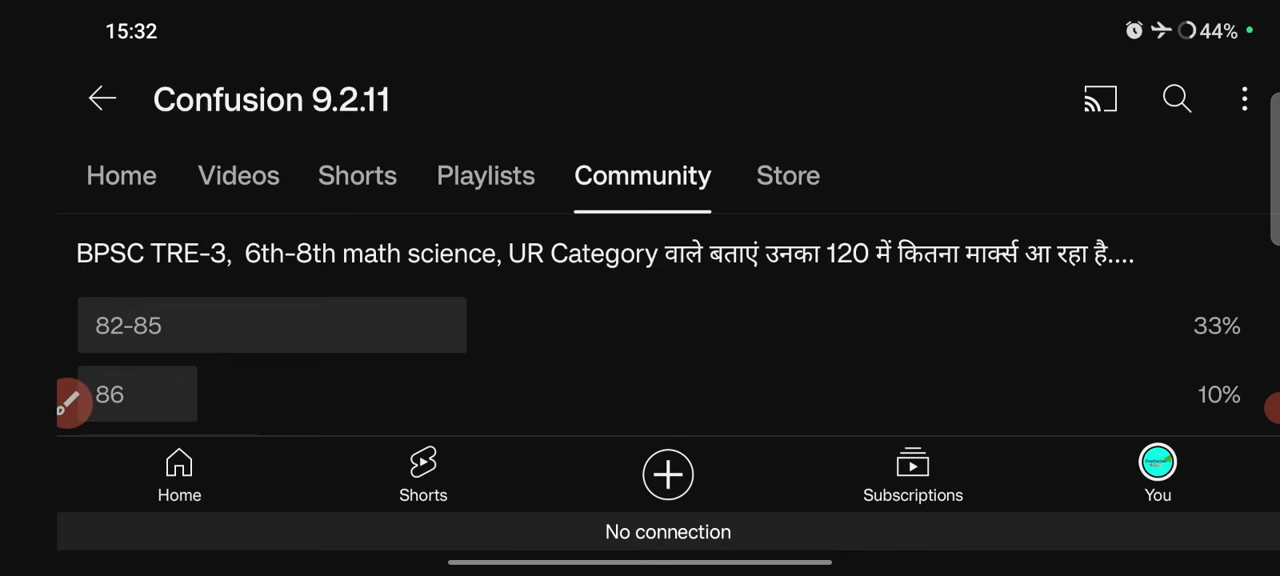 15:32
44%
Confusion 9.2.11
Home Videos Shorts Playlists Community Store
BPSC TRE-3, 6th-8th math science, UR Category वाले बताएं उनका 120 में कितना मार्क्स आ रहा है....
82-85 33%
86 10%
Home Shorts Subscriptions You
No connection